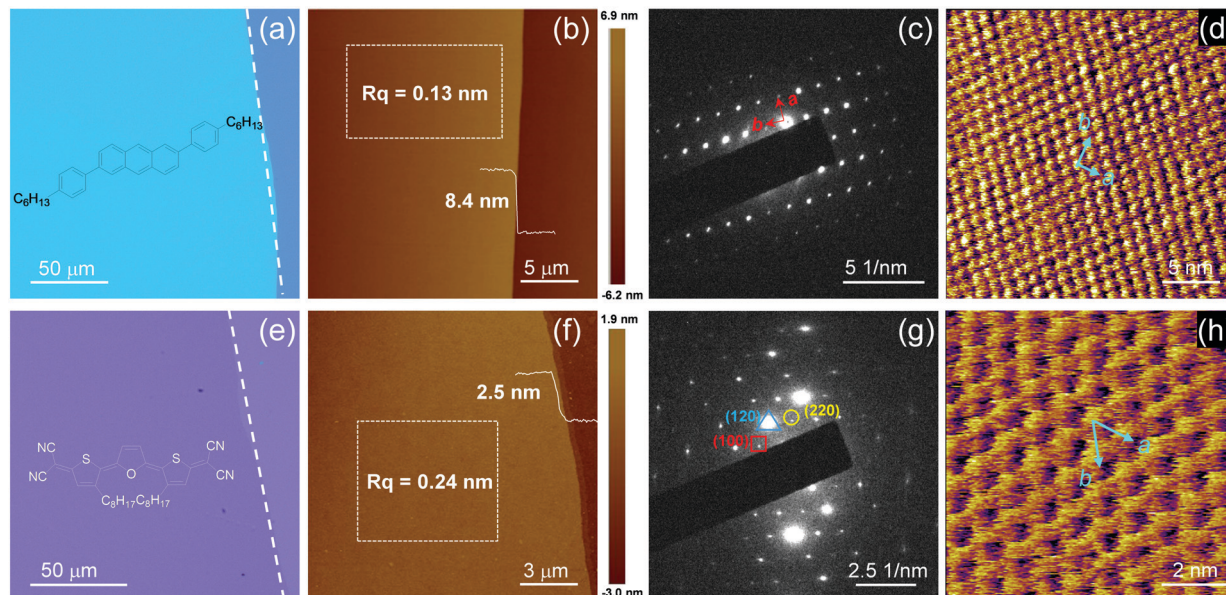 (a)
C6H13
C6H13
50 μm
(b)
Rq = 0.13 nm
8.4 nm
5 μm
6.9 nm
-6.2 nm
(c)
a
b
5 1/nm
(d)
b
a
5 nm
(e)
NC
CN
S
S
O
NC
CN
C8H17C8H17
50 μm
(f)
2.5 nm
Rq = 0.24 nm
3 μm
1.9 nm
-3.0 nm
(g)
(120)
(220)
(100)
2.5 1/nm
(h)
a
b
2 nm